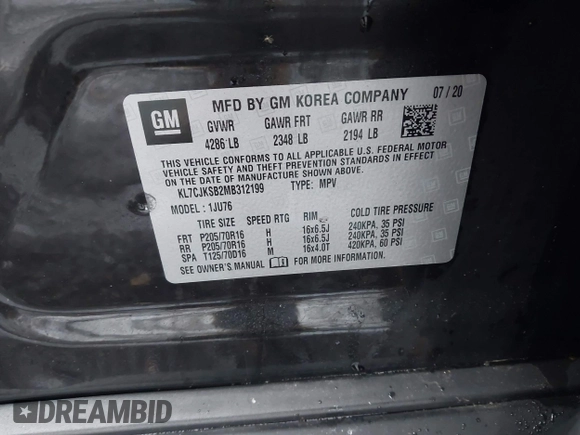 GM
MFD BY GM KOREA COMPANY 07 / 20
GVWR GAWR FRT GAWR RR
4286 LB 2348 LB 2194 LB
THIS VEHICLE CONFORMS TO ALL APPLICABLE U.S. FEDERAL MOTOR
VEHICLE SAFETY AND THEFT PREVENTION STANDARDS IN EFFECT
ON THE DATE OF MANUFACTURE SHOWN ABOVE.
KL7CJKSB2MB312199 TYPE: MPV
MODEL : 1JU76
TIRE SIZE SPEED RTG RIM COLD TIRE PRESSURE
FRT P205/70R16 H 16x6.5J 240KPA, 35 PSI
RR P205/70R16 H 16x6.5J 240KPA, 35 PSI
SPA T125/70D16 M 16x4.0T 420KPA, 60 PSI
SEE OWNER'S MANUAL FOR MORE INFORMATION.
DREAMBID